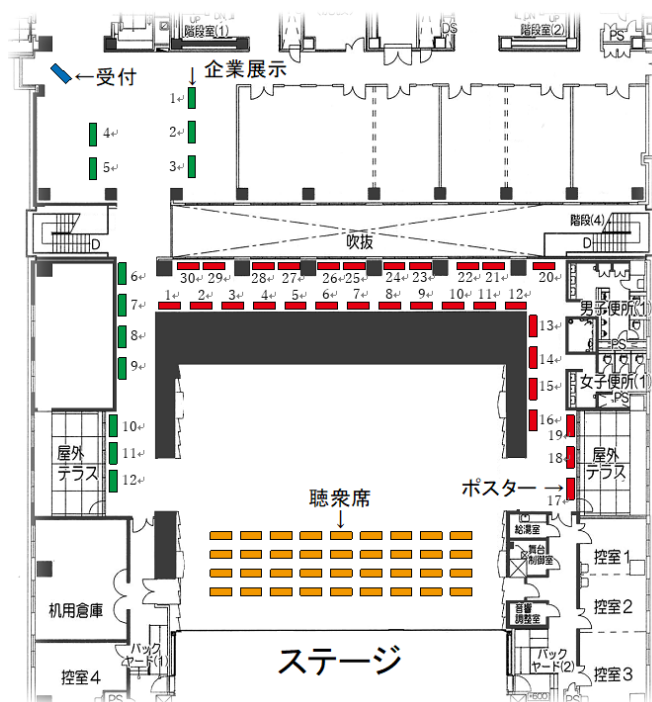 階段室(1)
UP
DS
階段室(2)
PS
←受付
企業展示
↓
1
2
3
4
5
D
吹抜
階段(4)
D
6
7
8
9
10
11
12
30 29 28 27 26 25 24 23 22 21 20
1 2 3 4 5 6 7 8 9 10 11 12
13
14
15
16
19
18
17
男子便所(1)
PS
女子便所(1)
PS
屋外
テラス
屋外
テラス
ポスター→
聴衆席
↓
給湯室
舞台
制御室
音響
調整室
控室1
控室2
控室3
机用倉庫
控室4
バック
ヤード(1)
バック
ヤード(2)
ステージ
PS
PS